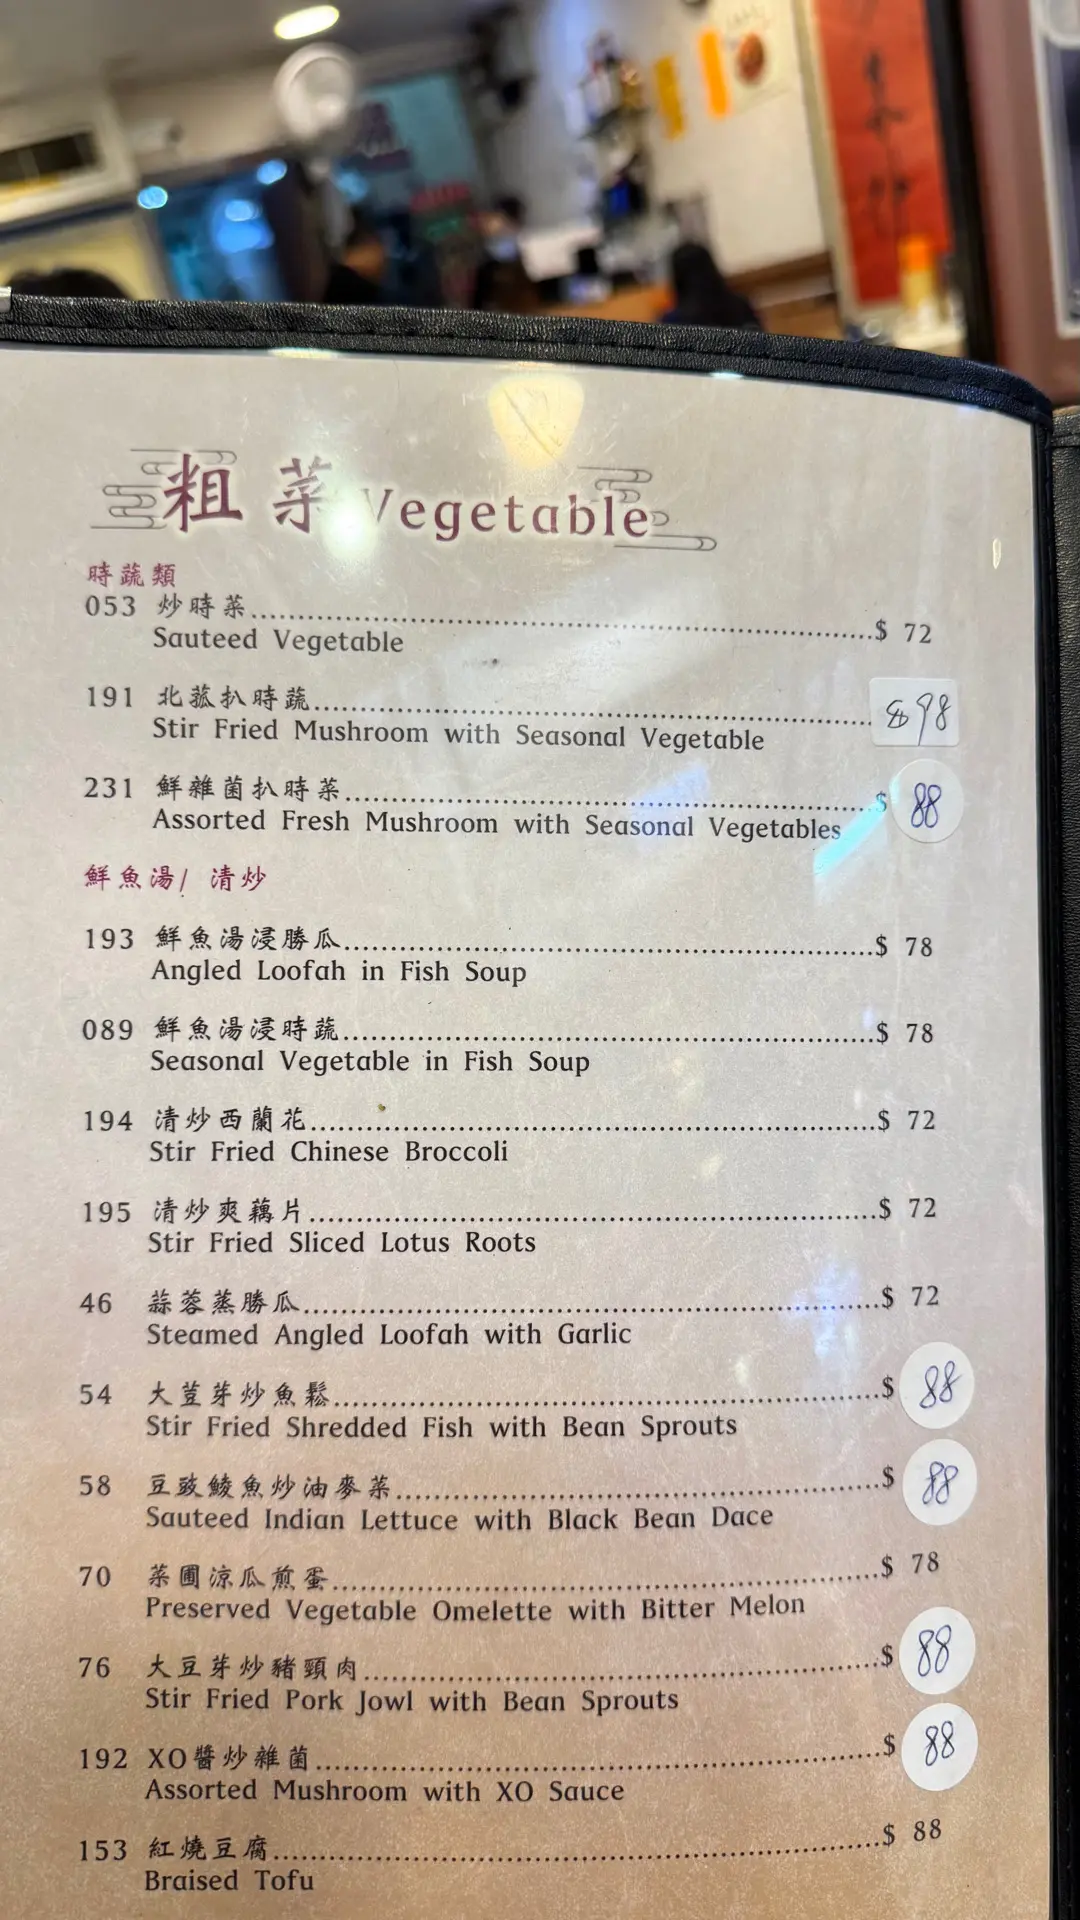 粗菜 Vegetable
時蔬類
053 炒時菜 $ 72
Sauteed Vegetable
191 北菰扒時蔬 $98
Stir Fried Mushroom with Seasonal Vegetable
231 鮮雜菌扒時菜 $ 88
Assorted Fresh Mushroom with Seasonal Vegetables
鮮魚湯/ 清炒
193 鮮魚湯浸勝瓜 $ 78
Angled Loofah in Fish Soup
089 鮮魚湯浸時蔬 $ 78
Seasonal Vegetable in Fish Soup
194 清炒西蘭花 $ 72
Stir Fried Chinese Broccoli
195 清炒爽藕片 $ 72
Stir Fried Sliced Lotus Roots
46 蒜蓉蒸勝瓜 $ 72
Steamed Angled Loofah with Garlic
54 大荳芽炒魚鬆 $ 88
Stir Fried Shredded Fish with Bean Sprouts
58 豆豉鯪魚炒油麥菜 $ 88
Sauteed Indian Lettuce with Black Bean Dace
70 菜圃涼瓜煎蛋 $ 78
Preserved Vegetable Omelette with Bitter Melon
76 大豆芽炒豬頸肉 $ 88
Stir Fried Pork Jowl with Bean Sprouts
192 XO醬炒雜菌 $ 88
Assorted Mushroom with XO Sauce
153 紅燒豆腐 $ 88
Braised Tofu